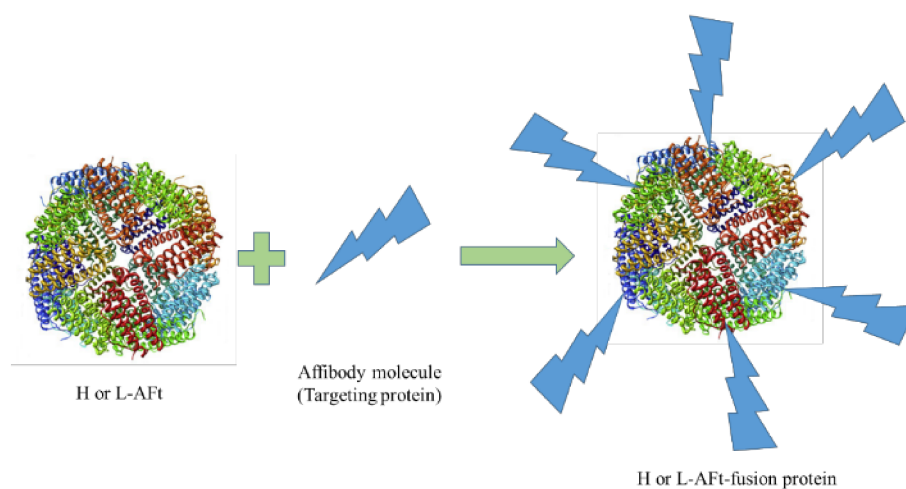 H or L-AFt
Affibody molecule
(Targeting protein)
H or L-AFt-fusion protein